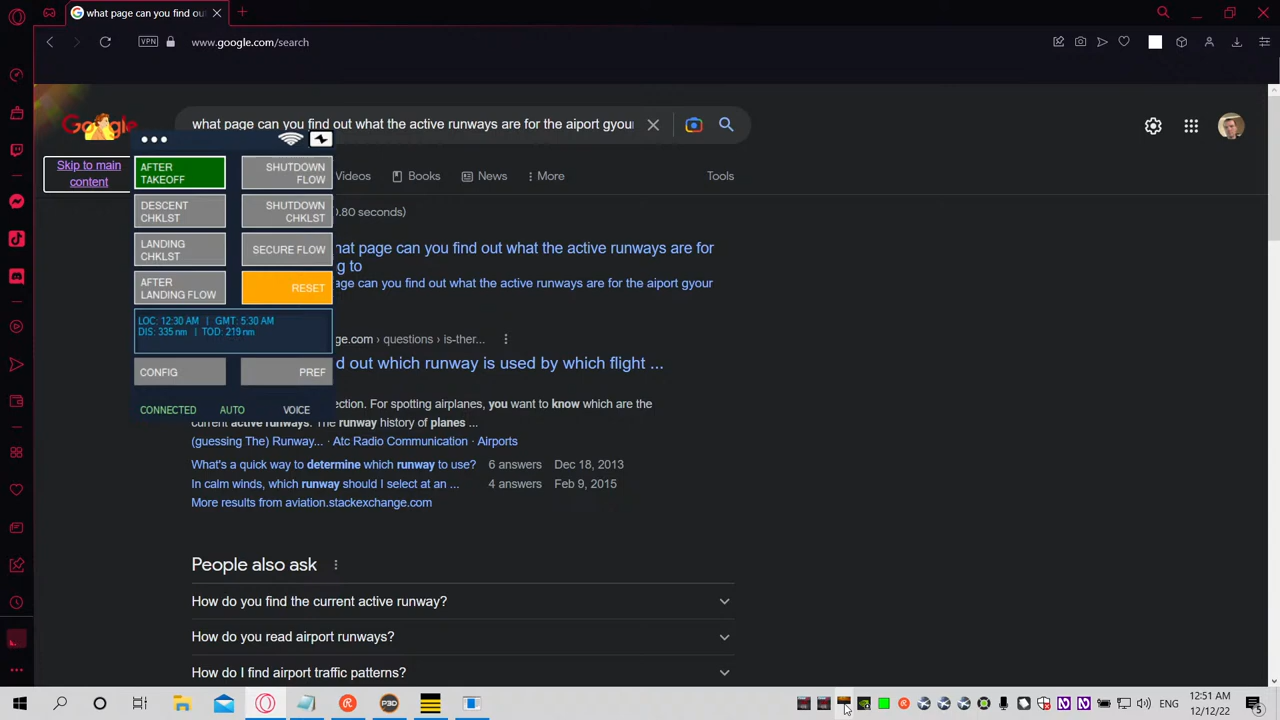 what page can you find ou
VPN
www.google.com/search
Google
what page can you find out what the active runways are for the aiport gyour
Skip to main
content
Videos
Books
News
More
Tools
0.80 seconds)
AFTER
TAKEOFF
SHUTDOWN
FLOW
DESCENT
CHKLST
SHUTDOWN
CHKLST
LANDING
CHKLST
SECURE FLOW
AFTER
LANDING FLOW
RESET
LOC: 12:30 AM | GMT: 5:30 AM
DIS: 335 nm | TOD: 219 nm
CONFIG
PREF
CONNECTED
AUTO
VOICE
hat page can you find out what the active runways are for
g to
ge can you find out what the active runways are for the aiport gyour
ge.com › questions › is-ther...
d out which runway is used by which flight ...
ection. For spotting airplanes, you want to know which are the
current active runways. The runway history of planes ...
(guessing The) Runway... · Atc Radio Communication · Airports
What's a quick way to determine which runway to use? 6 answers Dec 18, 2013
In calm winds, which runway should I select at an ... 4 answers Feb 9, 2015
More results from aviation.stackexchange.com
People also ask
How do you find the current active runway?
How do you read airport runways?
How do I find airport traffic patterns?
P3D
ENG
12:51 AM
12/12/22
5